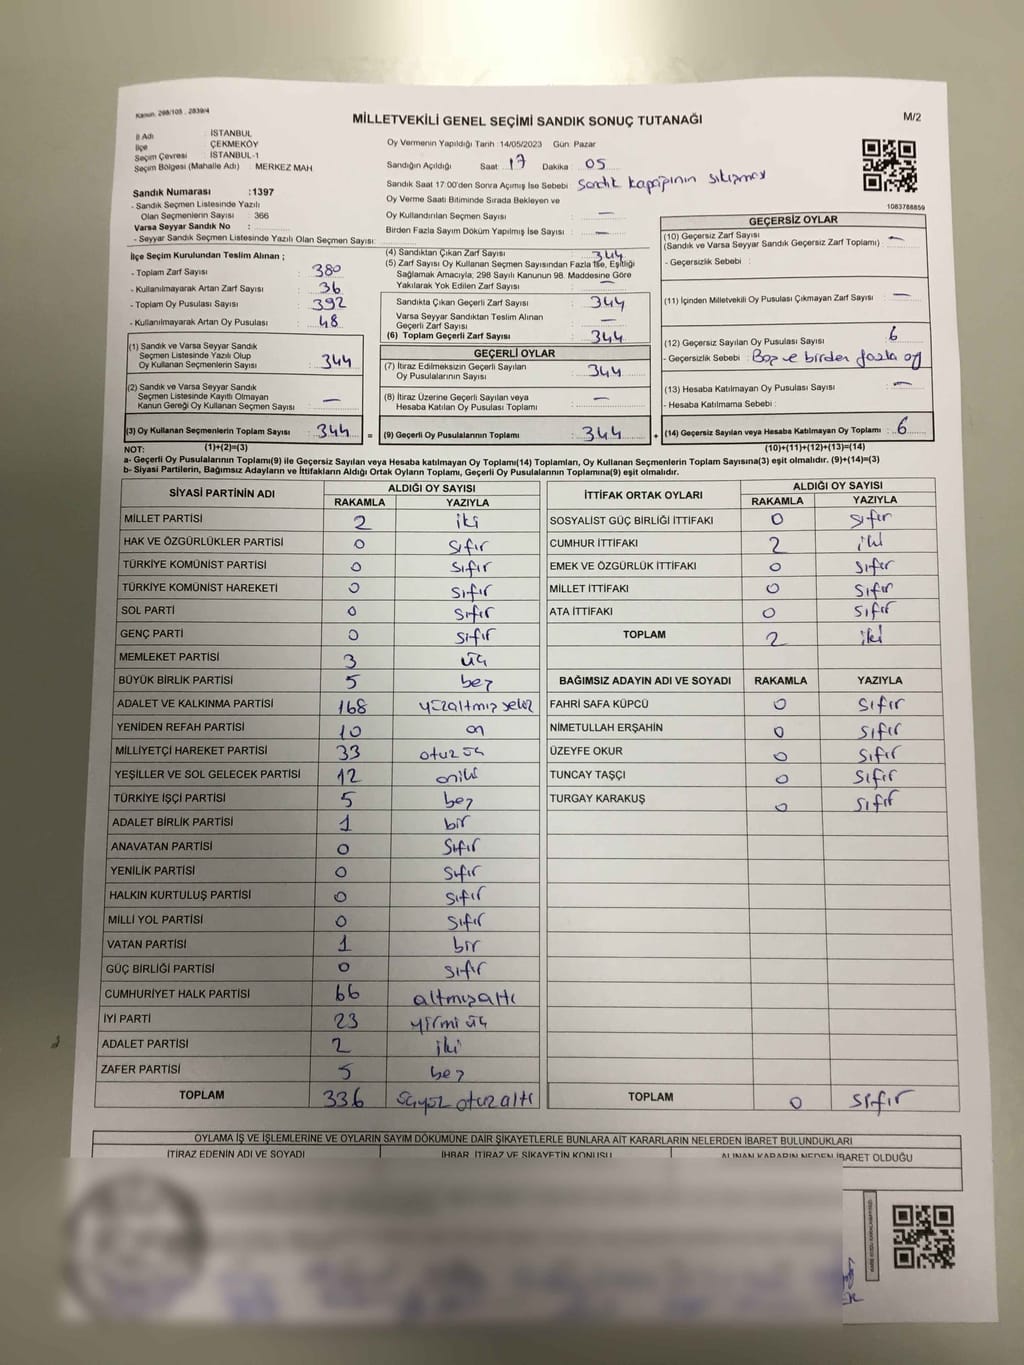 Kanun, 298/105 , 2839/4
MİLLETVEKİLİ GENEL SEÇİMİ SANDIK SONUÇ TUTANAĞI
M/2
İl Adı : İSTANBUL
İlçe : ÇEKMEKÖY
Seçim Çevresi : İSTANBUL-1
Seçim Bölgesi (Mahalle Adı) : MERKEZ MAH
Oy Vermenin Yapıldığı Tarih :14/05/2023 Gün: Pazar
Sandığın Açıldığı Saat: 17 Dakika : 05
Sandık Saat 17:00'den Sonra Açımış İse Sebebi : Sandık kapağının sıkışması
Oy Verme Saati Bitiminde Sırada Bekleyen ve
Oy Kullandırılan Seçmen Sayısı : —
Birden Fazla Sayım Döküm Yapılmış İse Sayısı : —
1083788859
Sandık Numarası :1397
- Sandık Seçmen Listesinde Yazılı
Olan Seçmenlerin Sayısı : 366
Varsa Seyyar Sandık No :
- Seyyar Sandık Seçmen Listesinde Yazılı Olan Seçmen Sayısı:
İlçe Seçim Kurulundan Teslim Alınan ;
- Toplam Zarf Sayısı : 380
- Kullanılmayarak Artan Zarf Sayısı : 36
- Toplam Oy Pusulası Sayısı : 392
- Kullanılmayarak Artan Oy Pusulası : 48
(1) Sandık ve Varsa Seyyar Sandık
Seçmen Listesinde Yazılı Olup
Oy Kullanan Seçmenlerin Sayısı : 344
(2) Sandık ve Varsa Seyyar Sandık
Seçmen Listesinde Kayıtlı Olmayan
Kanun Gereği Oy Kullanan Seçmen Sayısı : —
(3) Oy Kullanan Seçmenlerin Toplam Sayısı : 344 =
(4) Sandıktan Çıkan Zarf Sayısı : 344
(5) Zarf Sayısı Oy Kullanan Seçmen Sayısından Fazla İse, Eşitliği
Sağlamak Amacıyla; 298 Sayılı Kanunun 98. Maddesine Göre
Yakılarak Yok Edilen Zarf Sayısı : —
Sandıkta Çıkan Geçerli Zarf Sayısı : 344
Varsa Seyyar Sandıktan Teslim Alınan
Geçerli Zarf Sayısı : —
(6) Toplam Geçerli Zarf Sayısı : 344
GEÇERLİ OYLAR
(7) İtiraz Edilmeksizin Geçerli Sayılan
Oy Pusulalarının Sayısı : 344
(8) İtiraz Üzerine Geçerli Sayılan veya
Hesaba Katılan Oy Pusulası Toplamı : —
(9) Geçerli Oy Pusulalarının Toplamı : 344 +
GEÇERSİZ OYLAR
(10) Geçersiz Zarf Sayısı
(Sandık ve Varsa Seyyar Sandık Geçersiz Zarf Toplamı) : —
- Geçersizlik Sebebi :
(11) İçinden Milletvekili Oy Pusulası Çıkmayan Zarf Sayısı : —
(12) Geçersiz Sayılan Oy Pusulası Sayısı : 6
- Geçersizlik Sebebi : Boş ve birden fazla oy
(13) Hesaba Katılmayan Oy Pusulası Sayısı : —
- Hesaba Katılmama Sebebi :
(14) Geçersiz Sayılan veya Hesaba Katılmayan Oy Toplamı : 6
NOT: (1)+(2)=(3) (10)+(11)+(12)+(13)=(14)
a- Geçerli Oy Pusulalarının Toplamı(9) ile Geçersiz Sayılan veya Hesaba katılmayan Oy Toplamı(14) Toplamları, Oy Kullanan Seçmenlerin Toplam Sayısına(3) eşit olmalıdır. (9)+(14)=(3)
b- Siyasi Partilerin, Bağımsız Adayların ve İttifakların Aldığı Ortak Oyların Toplamı, Geçerli Oy Pusulalarının Toplamına(9) eşit olmalıdır.
SİYASİ PARTİNİN ADI ALDIĞI OY SAYISI
RAKAMLA YAZIYLA
MİLLET PARTİSİ 2 iki
HAK VE ÖZGÜRLÜKLER PARTİSİ 0 sıfır
TÜRKİYE KOMÜNİST PARTİSİ 0 sıfır
TÜRKİYE KOMÜNİST HAREKETİ 0 sıfır
SOL PARTİ 0 sıfır
GENÇ PARTİ 0 sıfır
MEMLEKET PARTİSİ 3 üç
BÜYÜK BİRLİK PARTİSİ 5 beş
ADALET VE KALKINMA PARTİSİ 168 yüzaltmış sekiz
YENİDEN REFAH PARTİSİ 10 on
MİLLİYETÇİ HAREKET PARTİSİ 33 otuz üç
YEŞİLLER VE SOL GELECEK PARTİSİ 12 oniki
TÜRKİYE İŞÇİ PARTİSİ 5 beş
ADALET BİRLİK PARTİSİ 1 bir
ANAVATAN PARTİSİ 0 sıfır
YENİLİK PARTİSİ 0 sıfır
HALKIN KURTULUŞ PARTİSİ 0 sıfır
MİLLİ YOL PARTİSİ 0 sıfır
VATAN PARTİSİ 1 bir
GÜÇ BİRLİĞİ PARTİSİ 0 sıfır
CUMHURİYET HALK PARTİSİ 66 altmışaltı
İYİ PARTİ 23 yirmi üç
ADALET PARTİSİ 2 iki
ZAFER PARTİSİ 5 beş
TOPLAM 336 üçyüz otuz altı
İTTİFAK ORTAK OYLARI ALDIĞI OY SAYISI
RAKAMLA YAZIYLA
SOSYALİST GÜÇ BİRLİĞİ İTTİFAKI 0 sıfır
CUMHUR İTTİFAKI 2 iki
EMEK VE ÖZGÜRLÜK İTTİFAKI 0 sıfır
MİLLET İTTİFAKI 0 sıfır
ATA İTTİFAKI 0 sıfır
TOPLAM 2 iki
BAĞIMSIZ ADAYIN ADI VE SOYADI RAKAMLA YAZIYLA
FAHRİ SAFA KÜPCÜ 0 sıfır
NİMETULLAH ERŞAHİN 0 sıfır
ÜZEYFE OKUR 0 sıfır
TUNCAY TAŞÇI 0 sıfır
TURGAY KARAKUŞ 0 sıfır
TOPLAM 0 sıfır
OYLAMA İŞ VE İŞLEMLERİNE VE OYLARIN SAYIM DÖKÜMÜNE DAİR ŞİKAYETLERLE BUNLARA AİT KARARLARIN NELERDEN İBARET BULUNDUKLARI
İTİRAZ EDENİN ADI VE SOYADI İHBAR, İTİRAZ VE ŞİKAYETİN KONUSU ALINAN KARARIN NEDEN İBARET OLDUĞU